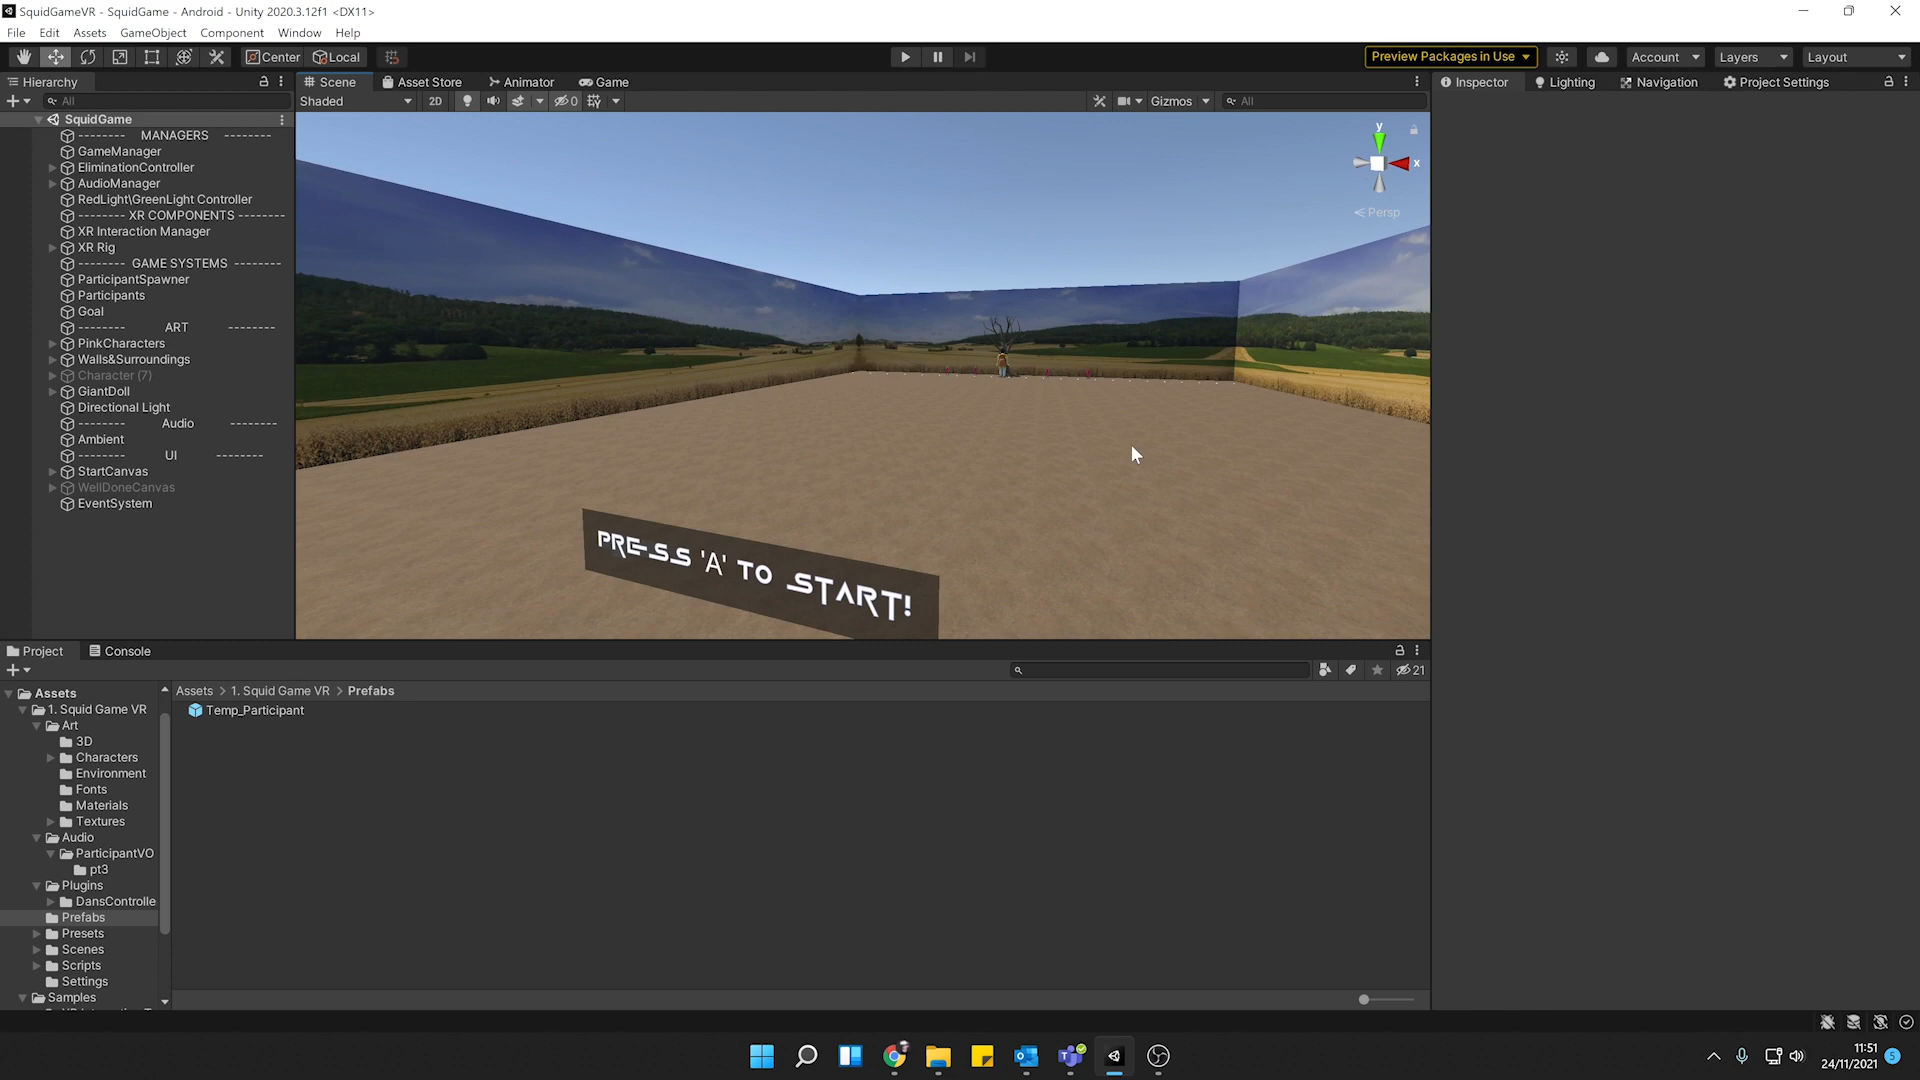 SquidGameVR - SquidGame - Android - Unity 2020.3.12f1 <DX11>
File Edit Assets GameObject Component Window Help
Center Local Preview Packages in Use Account Layers Layout
Hierarchy Scene Asset Store Animator Game Inspector Lighting Navigation Project Settings
All Shaded 2D 0 Gizmos All
SquidGame
-------- MANAGERS --------
GameManager
EliminationController
AudioManager
RedLight\GreenLight Controller
-------- XR COMPONENTS --------
XR Interaction Manager
XR Rig
-------- GAME SYSTEMS --------
ParticipantSpawner
Participants
Goal
-------- ART --------
PinkCharacters
Walls&Surroundings
Character (7)
GiantDoll
Directional Light
-------- Audio --------
Ambient
-------- UI --------
StartCanvas
WellDoneCanvas
EventSystem
y
x
Persp
PRESS 'A' TO START!
Project Console
21
Assets
1. Squid Game VR
Art
3D
Characters
Environment
Fonts
Materials
Textures
Audio
ParticipantVO
pt3
Plugins
DansControlle
Prefabs
Presets
Scenes
Scripts
Settings
Samples
Assets > 1. Squid Game VR > Prefabs
Temp_Participant
11:51
24/11/2021
5